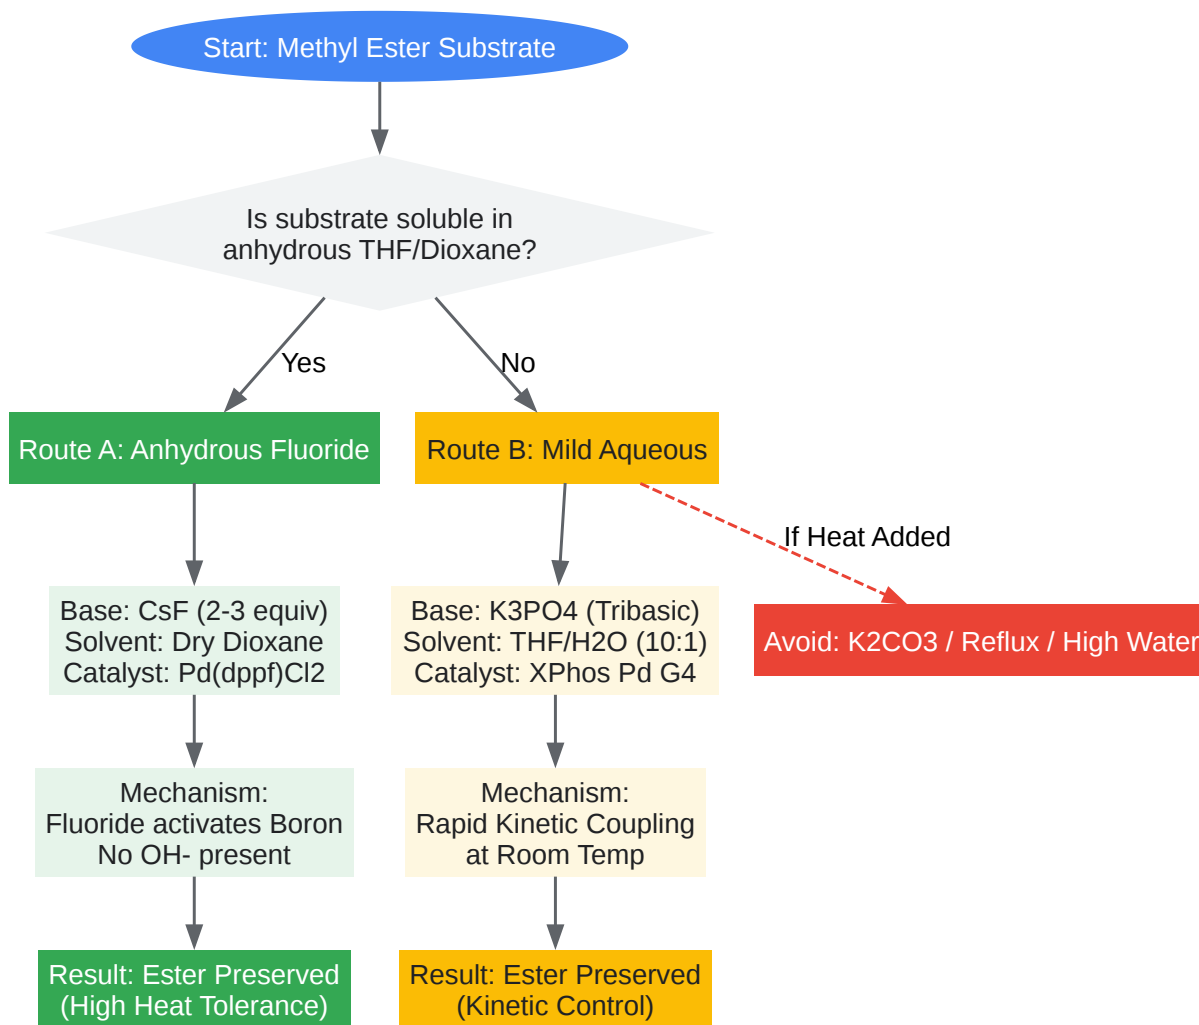 Start: Methyl Ester Substrate
Is substrate soluble in
anhydrous THF/Dioxane?
Yes
No
Route A: Anhydrous Fluoride
Route B: Mild Aqueous
If Heat Added
Base: CsF (2-3 equiv)
Solvent: Dry Dioxane
Catalyst: Pd(dppf)Cl2
Base: K3PO4 (Tribasic)
Solvent: THF/H2O (10:1)
Catalyst: XPhos Pd G4
Avoid: K2CO3 / Reflux / High Water
Mechanism:
Fluoride activates Boron
No OH- present
Mechanism:
Rapid Kinetic Coupling
at Room Temp
Result: Ester Preserved
(High Heat Tolerance)
Result: Ester Preserved
(Kinetic Control)